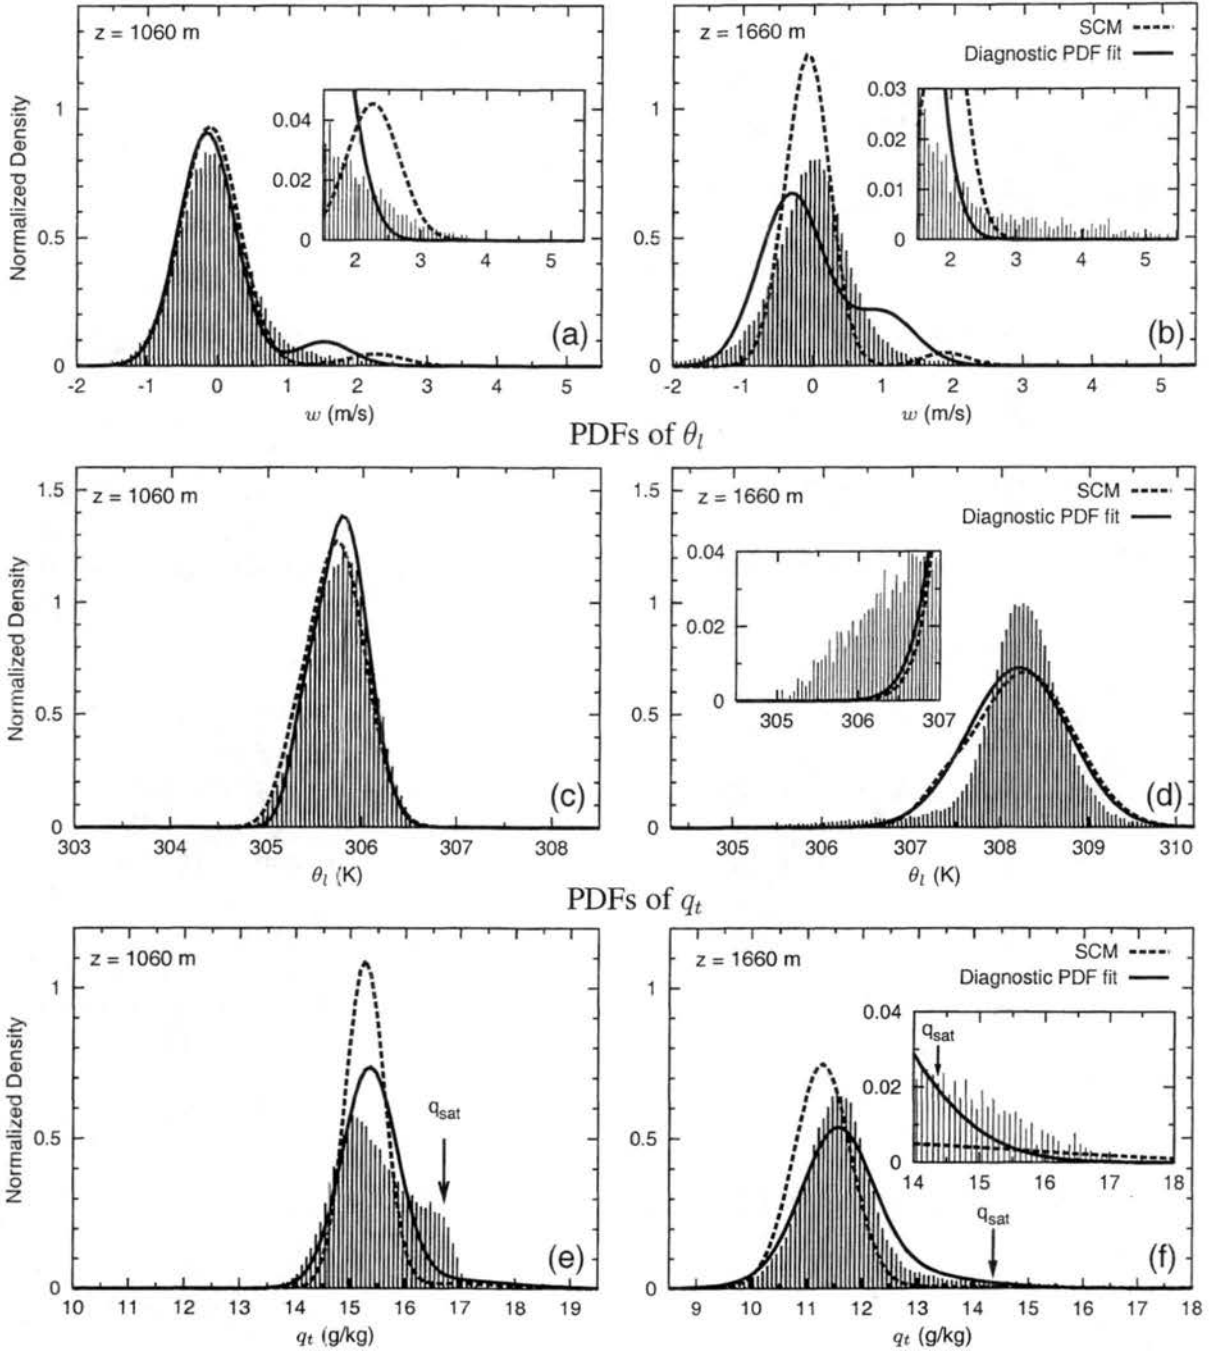 z = 1060 m
Normalized Density
1
0.5
0
0.04
0.02
0
2 3 4 5
(a)
-2 -1 0 1 2 3 4 5
w (m/s)
z = 1660 m
SCM
Diagnostic PDF fit
1
0.5
0
0.03
0.02
0.01
0
2 3 4 5
(b)
-2 -1 0 1 2 3 4 5
w (m/s)
PDFs of θl
z = 1060 m
Normalized Density
1.5
1
0.5
0
(c)
303 304 305 306 307 308
θl (K)
z = 1660 m
SCM
Diagnostic PDF fit
1.5
1
0.5
0
0.04
0.02
0
305 306 307
(d)
305 306 307 308 309 310
θl (K)
PDFs of qt
z = 1060 m
Normalized Density
1
0.5
0
qsat
(e)
10 11 12 13 14 15 16 17 18 19
qt (g/kg)
z = 1660 m
SCM
Diagnostic PDF fit
1
0.5
0
0.04
0.02
0
qsat
14 15 16 17 18
qsat
(f)
9 10 11 12 13 14 15 16 17 18
qt (g/kg)